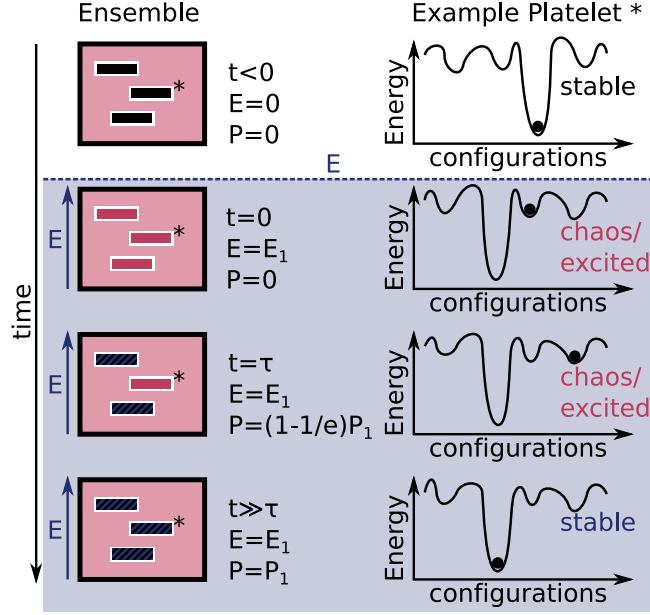 Ensemble
Example Platelet *
time
*
t<0
E=0
P=0
Energy
stable
configurations
E
E
*
t=0
E=E₁
P=0
Energy
chaos/
excited
configurations
E
*
t=τ
E=E₁
P=(1-1/e)P₁
Energy
chaos/
excited
configurations
E
*
t≫τ
E=E₁
P=P₁
Energy
stable
configurations